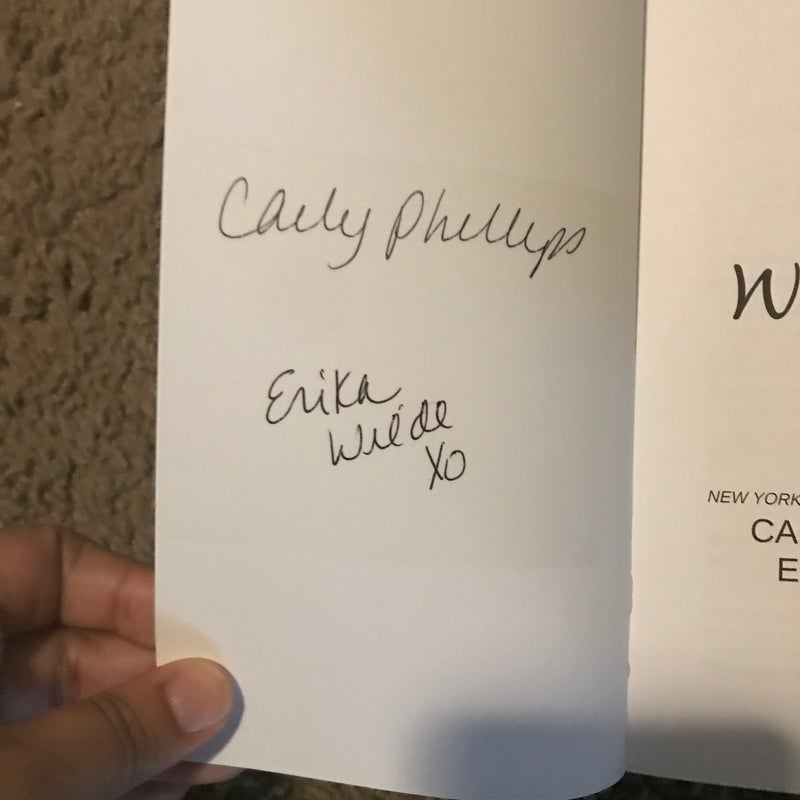 Carly Phillips
Erika
Wilde
XO
W
NEW YORK
CA
E